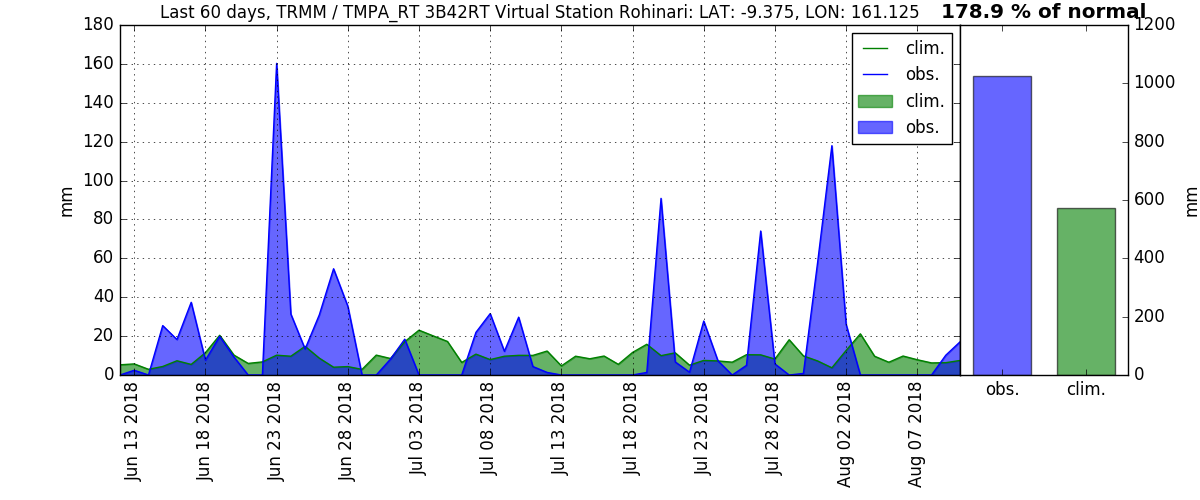 Last 60 days, TRMM / TMPA_RT 3B42RT Virtual Station Rohinari: LAT: -9.375, LON: 161.125
178.9 % of normal
180
160
140
120
100
80
60
40
20
0
mm
clim.
obs.
clim.
obs.
1200
1000
800
600
400
200
0
mm
Jun 13 2018
Jun 18 2018
Jun 23 2018
Jun 28 2018
Jul 03 2018
Jul 08 2018
Jul 13 2018
Jul 18 2018
Jul 23 2018
Jul 28 2018
Aug 02 2018
Aug 07 2018
obs.
clim.